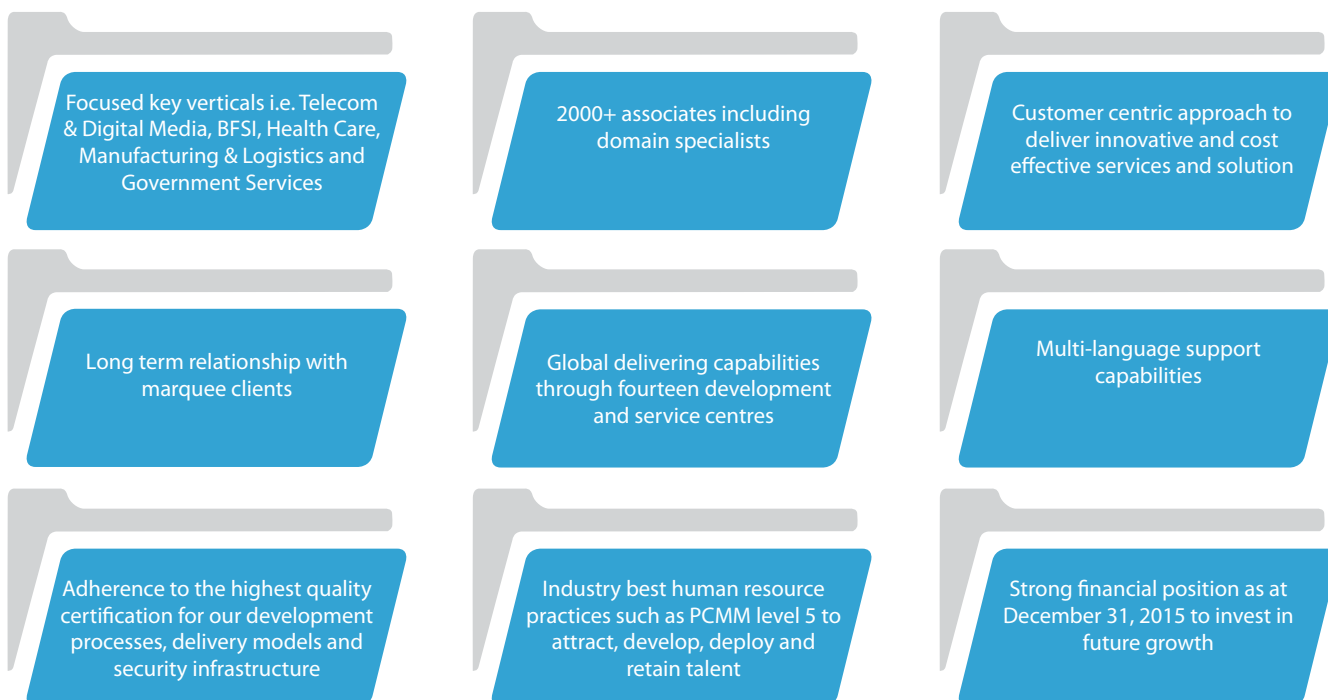 Focused key verticals i.e. Telecom
& Digital Media, BFSI, Health Care,
Manufacturing & Logistics and
Government Services
2000+ associates including
domain specialists
Customer centric approach to
deliver innovative and cost
effective services and solution
Long term relationship with
marquee clients
Global delivering capabilities
through fourteen development
and service centres
Multi-language support
capabilities
Adherence to the highest quality
certification for our development
processes, delivery models and
security infrastructure
Industry best human resource
practices such as PCMM level 5 to
attract, develop, deploy and
retain talent
Strong financial position as at
December 31, 2015 to invest in
future growth